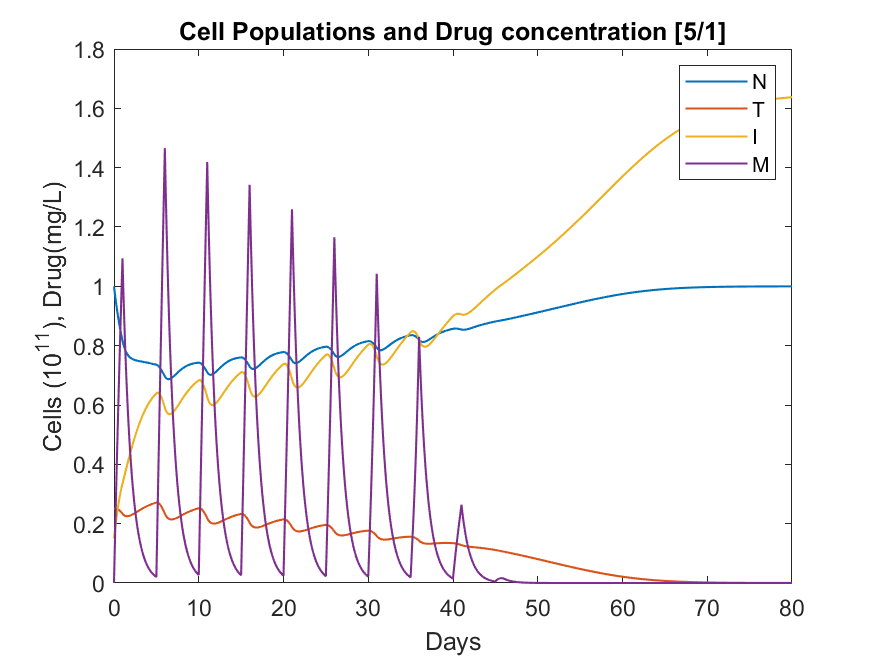 Cell Populations and Drug concentration [5/1]
1.8
1.6
1.4
1.2
1
0.8
0.6
0.4
0.2
0
Cells (10^11), Drug(mg/L)
N
T
I
M
0 10 20 30 40 50 60 70 80
Days